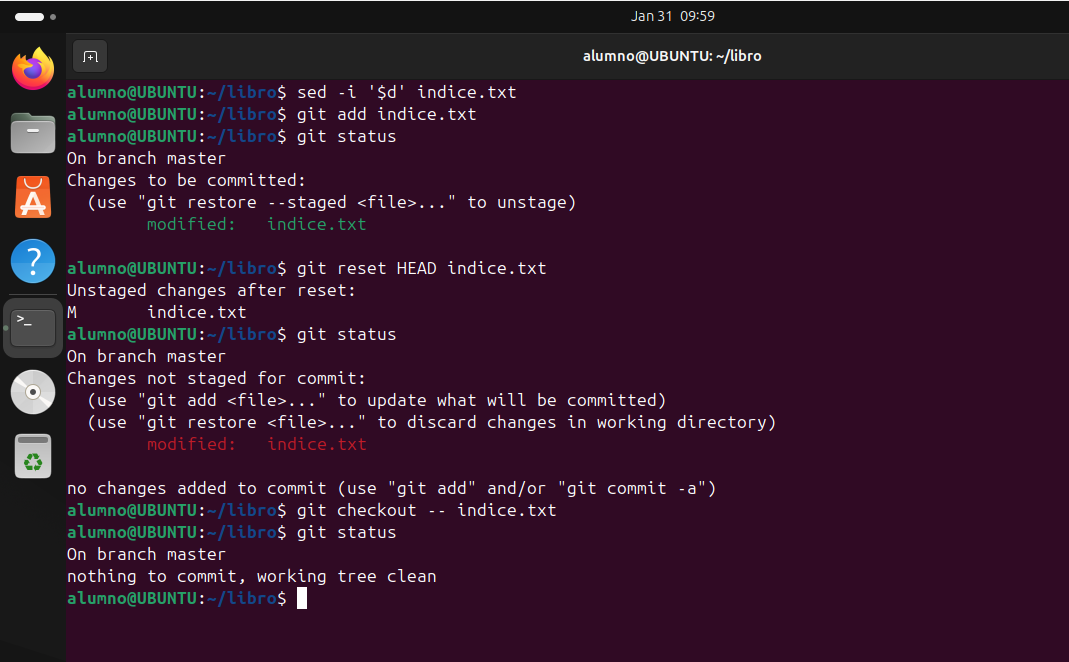 Jan 31 09:59
alumno@UBUNTU: ~/libro
alumno@UBUNTU:~/libro$ sed -i '$d' indice.txt
alumno@UBUNTU:~/libro$ git add indice.txt
alumno@UBUNTU:~/libro$ git status
On branch master
Changes to be committed:
  (use "git restore --staged <file>..." to unstage)
        modified:   indice.txt

alumno@UBUNTU:~/libro$ git reset HEAD indice.txt
Unstaged changes after reset:
M       indice.txt
alumno@UBUNTU:~/libro$ git status
On branch master
Changes not staged for commit:
  (use "git add <file>..." to update what will be committed)
  (use "git restore <file>..." to discard changes in working directory)
        modified:   indice.txt

no changes added to commit (use "git add" and/or "git commit -a")
alumno@UBUNTU:~/libro$ git checkout -- indice.txt
alumno@UBUNTU:~/libro$ git status
On branch master
nothing to commit, working tree clean
alumno@UBUNTU:~/libro$